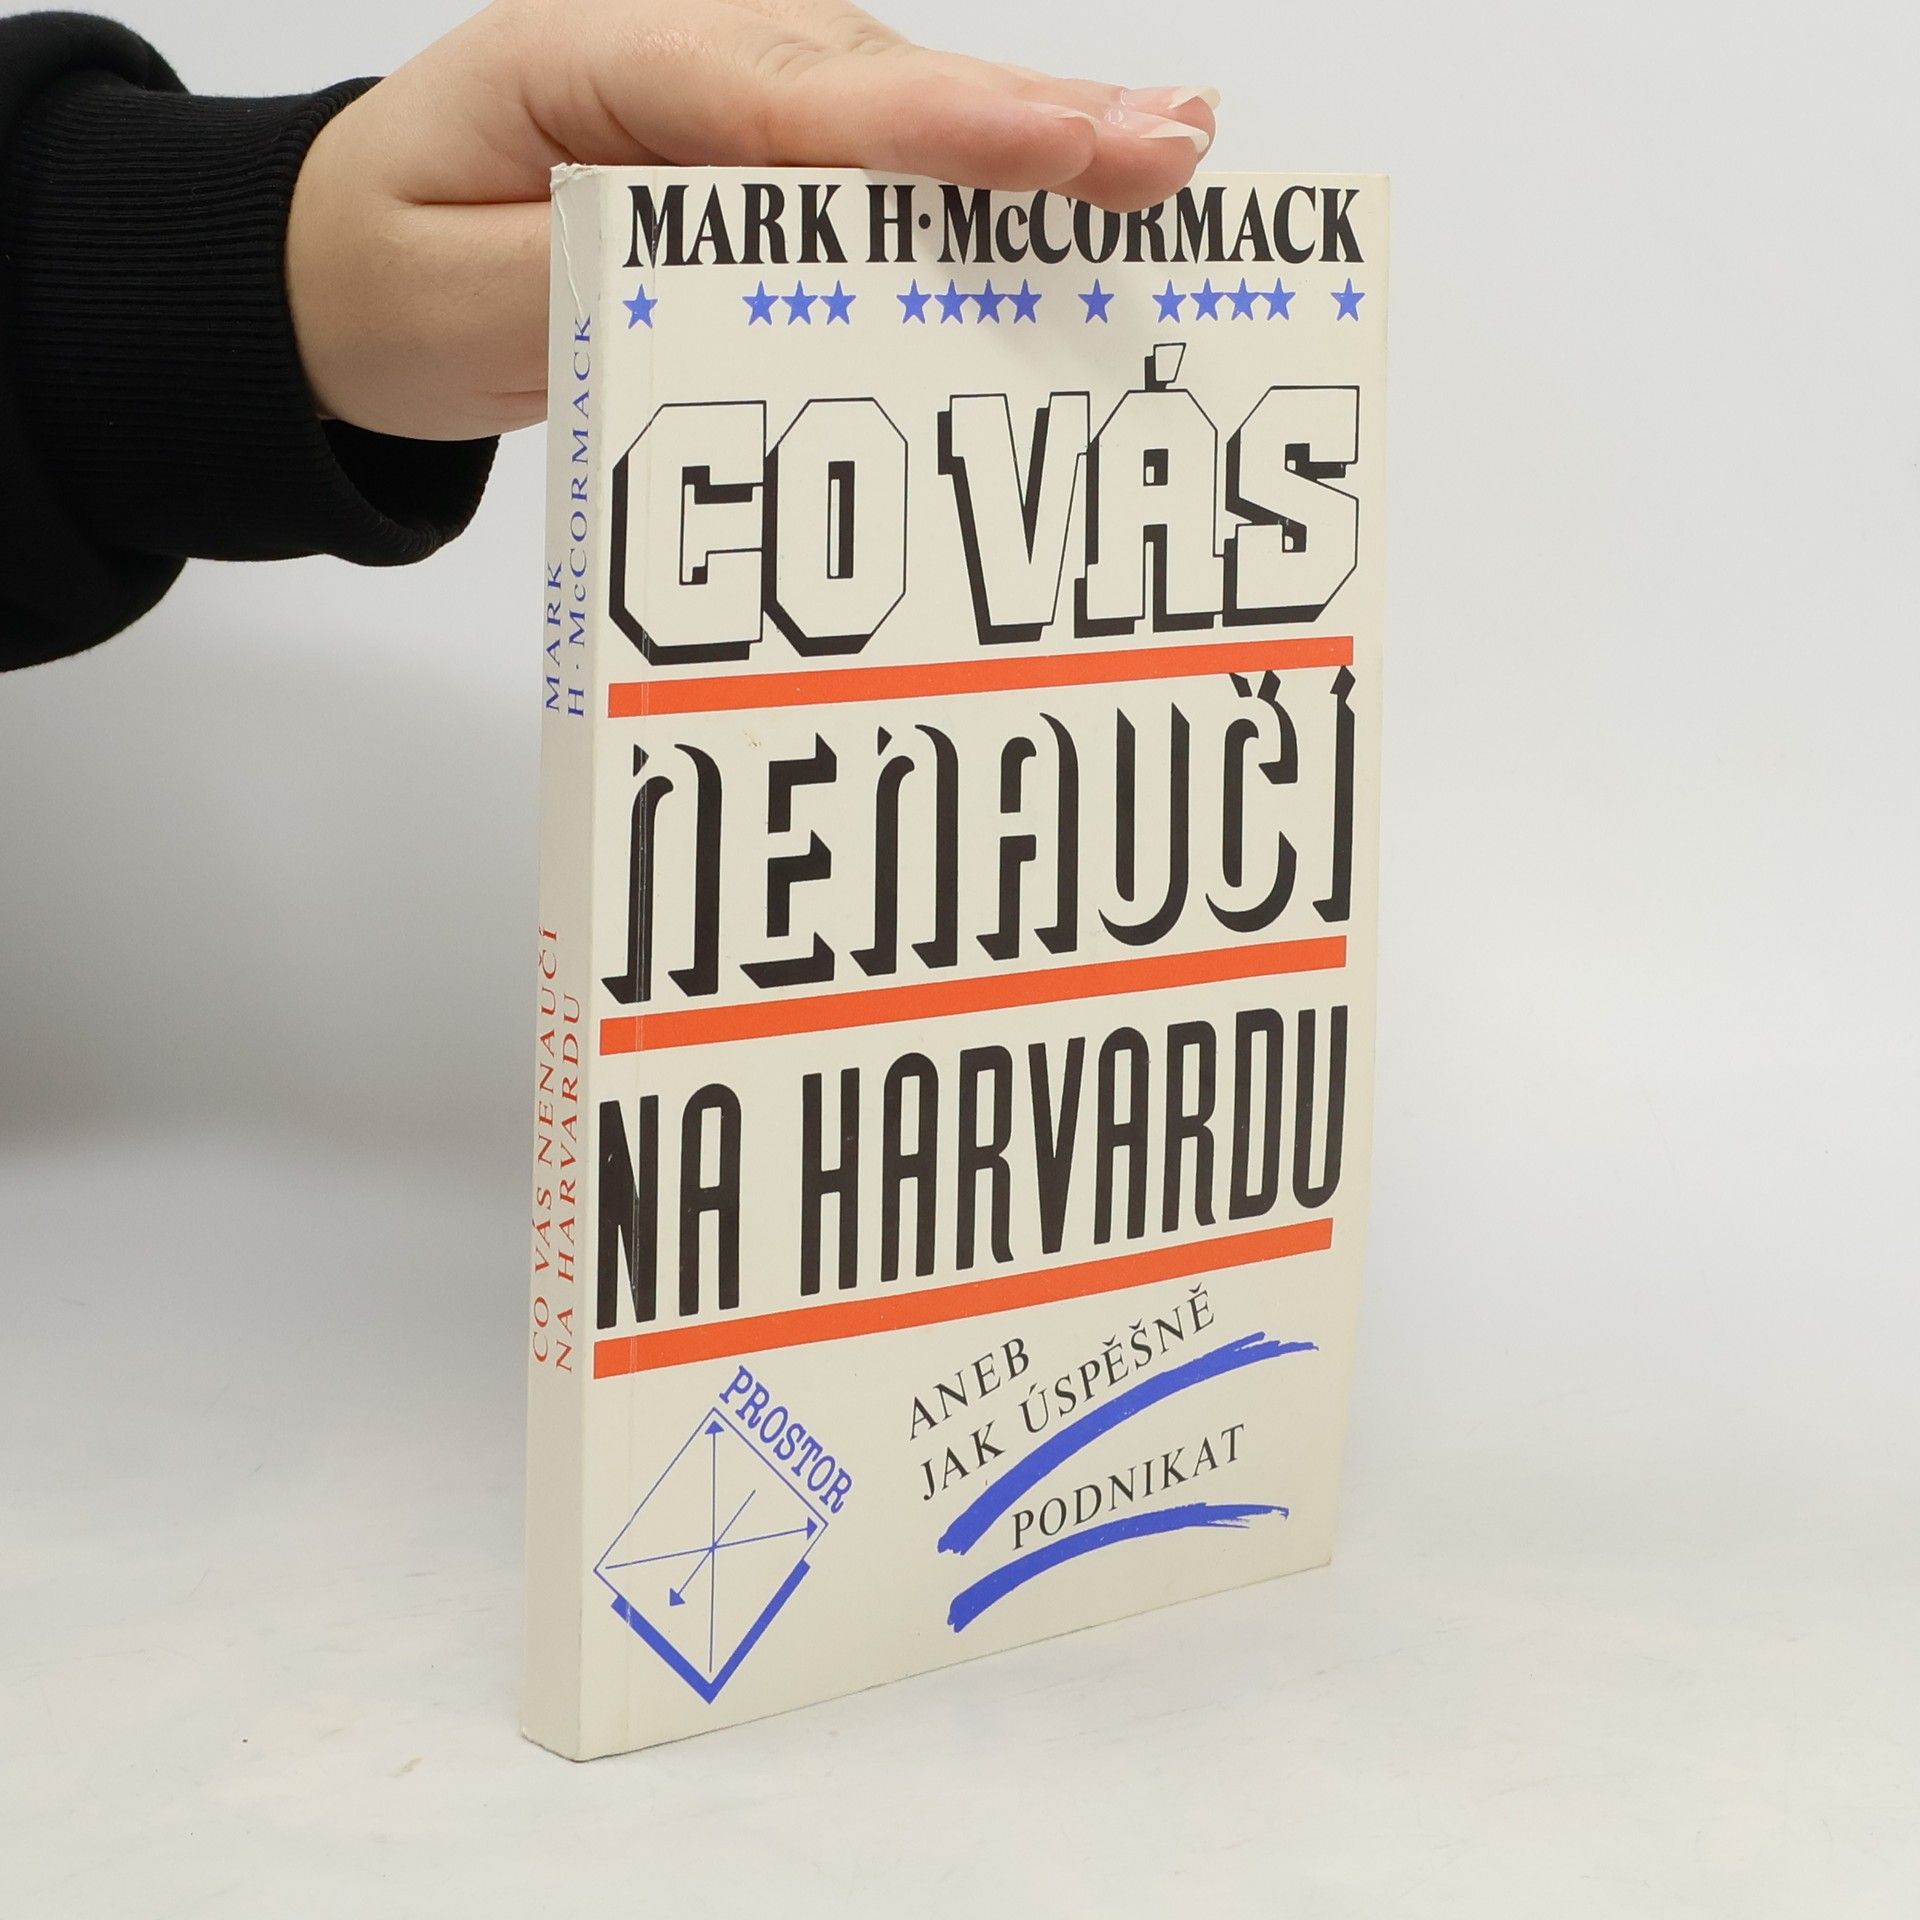 MARK H·McCORMACK
CO VÁS
NENAUČÍ
NA HARVARDU
ANEB
JAK ÚSPĚŠNĚ
PODNIKAT
PROSTOR
MARK
H·McCORMACK
CO VÁS NENAUČÍ
NA HARVARDU